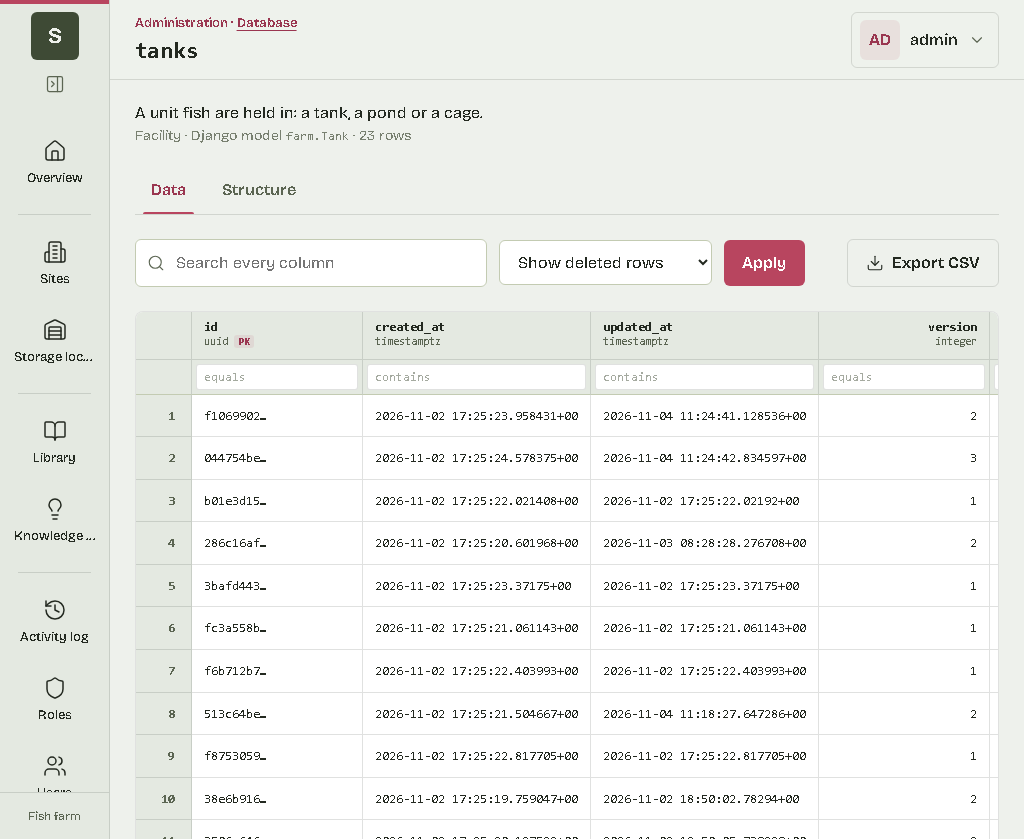 S
Overview
Sites
Storage loc...
Library
Knowledge ...
Activity log
Roles
Users
Fish farm
Administration · Database
tanks
AD admin
A unit fish are held in: a tank, a pond or a cage.
Facility · Django model farm.Tank · 23 rows
Data Structure
Search every column Show deleted rows Apply Export CSV
id created_at updated_at version
uuid PK timestamptz timestamptz integer
equals contains contains equals
1 f1069902… 2026-11-02 17:25:23.958431+00 2026-11-04 11:24:41.128536+00 2
2 044754be… 2026-11-02 17:25:24.578375+00 2026-11-04 11:24:42.834597+00 3
3 b01e3d15… 2026-11-02 17:25:22.021408+00 2026-11-02 17:25:22.02192+00 1
4 286c16af… 2026-11-02 17:25:20.601968+00 2026-11-03 08:28:28.276708+00 2
5 3bafd443… 2026-11-02 17:25:23.37175+00 2026-11-02 17:25:23.37175+00 1
6 fc3a558b… 2026-11-02 17:25:21.061143+00 2026-11-02 17:25:21.061143+00 1
7 f6b712b7… 2026-11-02 17:25:22.403993+00 2026-11-02 17:25:22.403993+00 1
8 513c64be… 2026-11-02 17:25:21.504667+00 2026-11-04 11:18:27.647286+00 2
9 f8753059… 2026-11-02 17:25:22.817705+00 2026-11-02 17:25:22.817705+00 1
10 38e6b916… 2026-11-02 17:25:19.759047+00 2026-11-02 18:50:02.78294+00 2